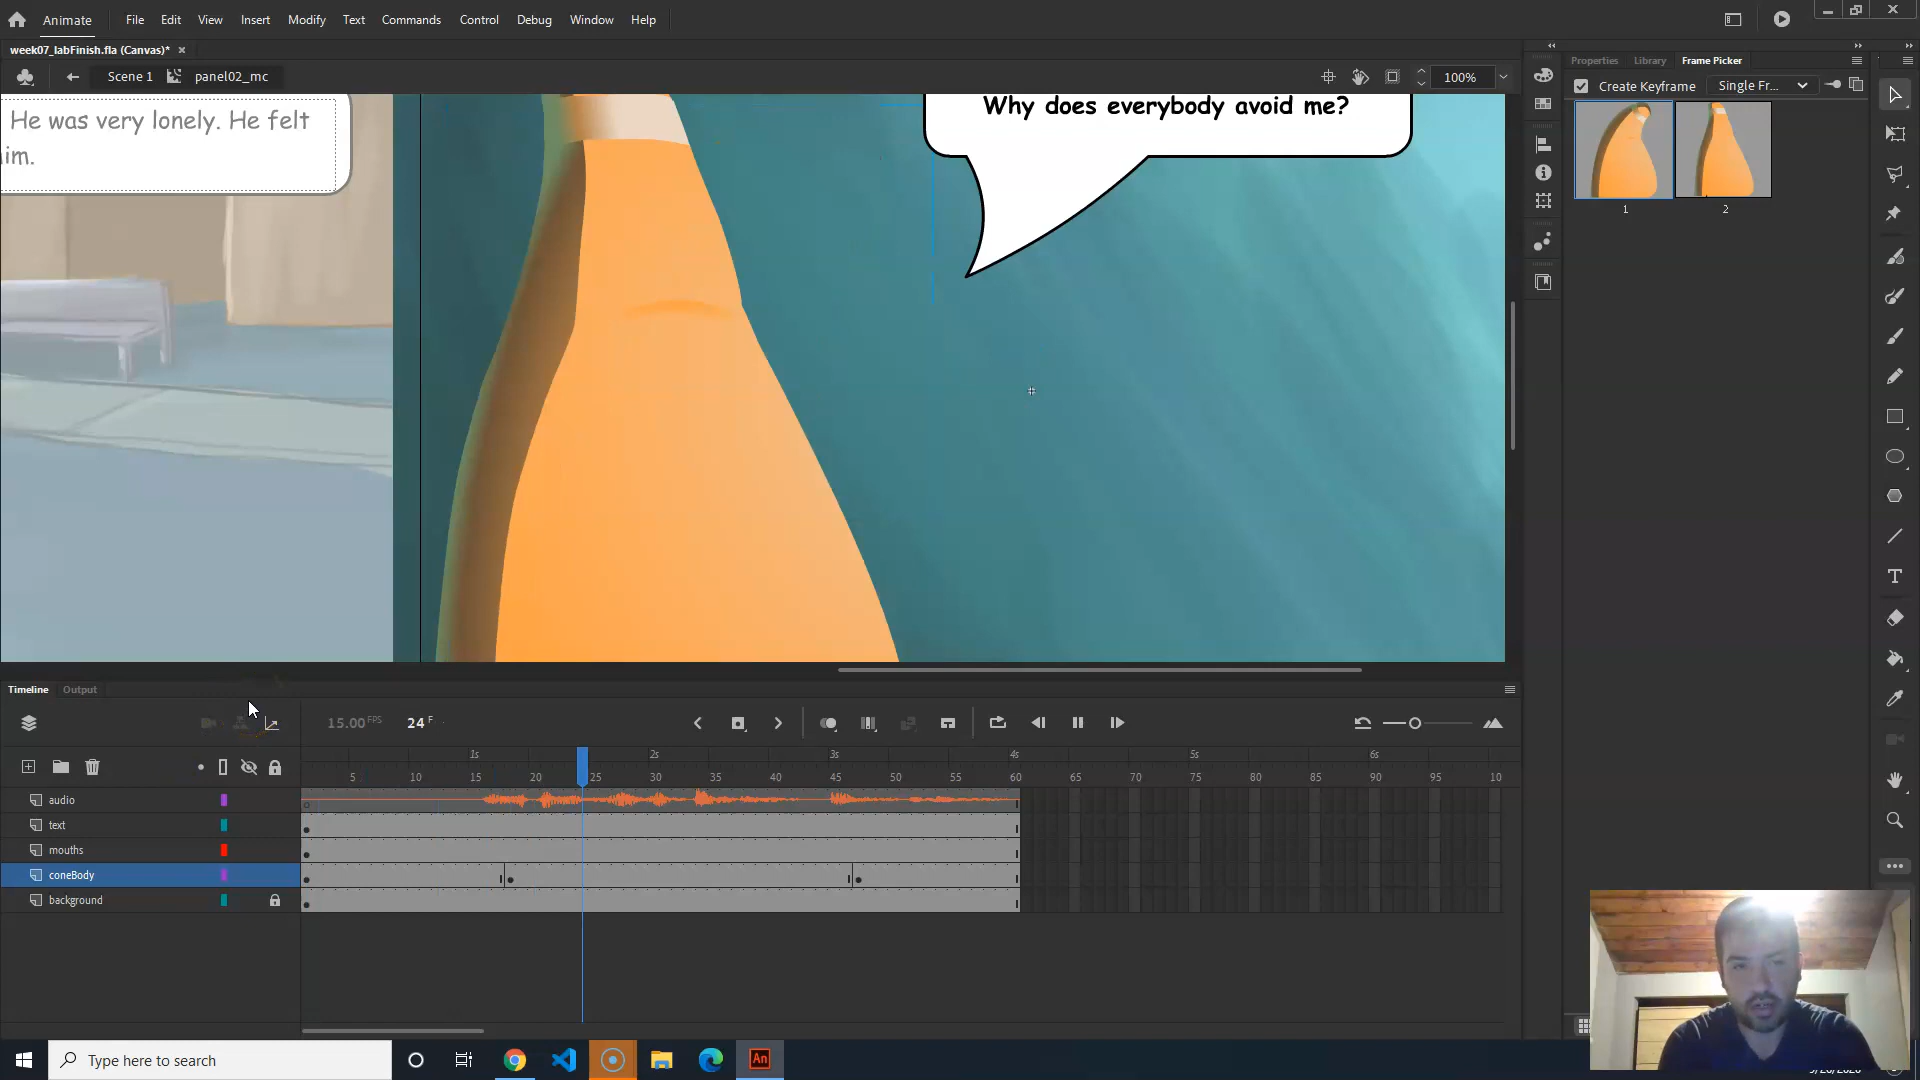 Animate
File Edit View Insert Modify Text Commands Control Debug Window Help
week07_labFinish.fla (Canvas)*
Scene 1
panel02_mc
100%
He was very lonely. He felt
him.
Why does everybody avoid me?
Properties Library Frame Picker
Create Keyframe
Single Fr...
1 2
Timeline Output
15.00 FPS
24 F
1s 2s 3s 4s 5s 6s
5 10 15 20 25 30 35 40 45 50 55 60 65 70 75 80 85 90 95 10
audio
text
mouths
coneBody
background
Type here to search
An